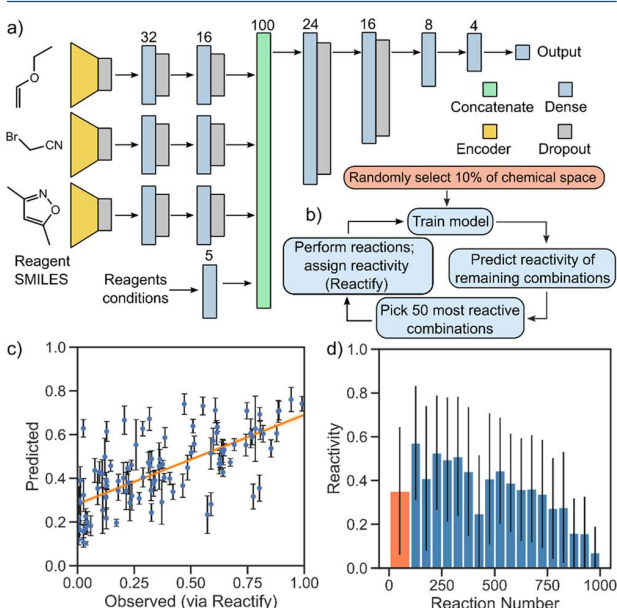 a)
32
16
100
24
16
8
4
Output
Concatenate
Dense
Encoder
Dropout
Br
CN
O
N
O
Reagent
SMILES
5
Reagents
conditions
Randomly select 10% of chemical space
b)
Train model
Perform reactions;
assign reactivity
(Reactify)
Predict reactivity of
remaining combinations
Pick 50 most reactive
combinations
c)
1.0
0.8
0.6
0.4
0.2
0.0
Predicted
0.00
0.25
0.50
0.75
1.00
Observed (via Reactify)
d)
1.0
0.8
0.6
0.4
0.2
0.0
Reactivity
0
250
500
750
1000
Reaction Number